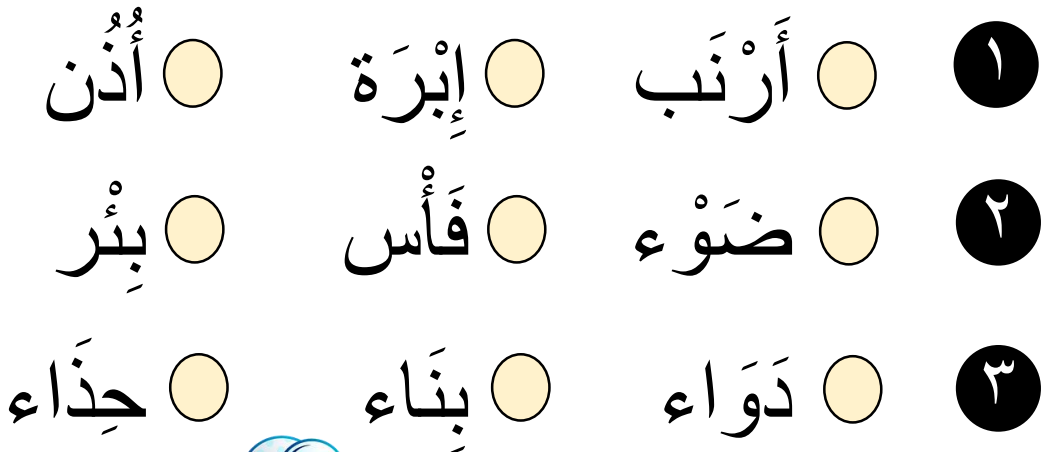 ١ أَرْنَب إِبْرَة أُذُن
٢ ضَوْء فَأْس بِئْر
٣ دَوَاء بِنَاء حِذَاء